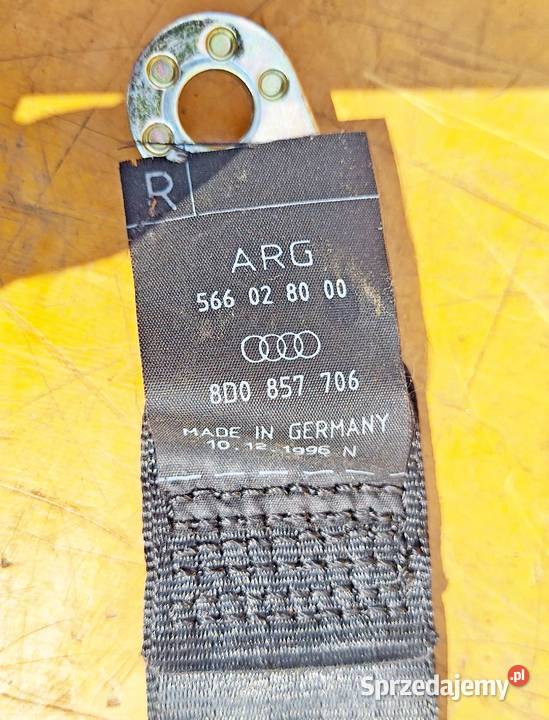 R
ARG
566 02 80 00
8D0 857 706
MADE IN GERMANY
10.12.1996 N
Sprzedajemy.pl